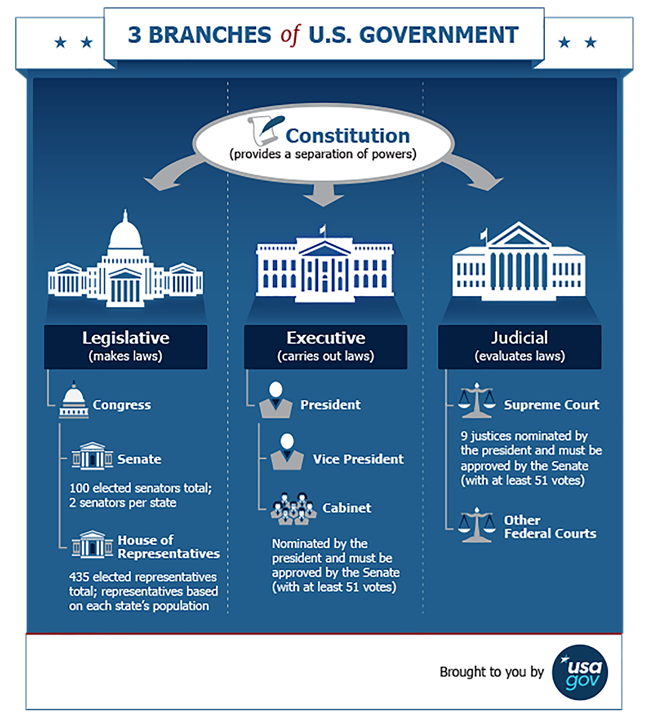 3 BRANCHES of U.S. GOVERNMENT
Constitution
(provides a separation of powers)
Legislative
(makes laws)
Congress
Senate
100 elected senators total;
2 senators per state
House of
Representatives
435 elected representatives
total; representatives based
on each state's population
Executive
(carries out laws)
President
Vice President
Cabinet
Nominated by the
president and must be
approved by the Senate
(with at least 51 votes)
Judicial
(evaluates laws)
Supreme Court
9 justices nominated by
the president and must be
approved by the Senate
(with at least 51 votes)
Other
Federal Courts
Brought to you by
usa
gov